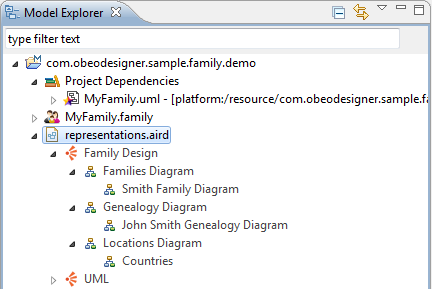 Model Explorer
type filter text
com.obeodesigner.sample.family.demo
Project Dependencies
MyFamily.uml - [platform:/resource/com.obeodesigner.sample.fa
MyFamily.family
representations.aird
Family Design
Families Diagram
Smith Family Diagram
Genealogy Diagram
John Smith Genealogy Diagram
Locations Diagram
Countries
UML